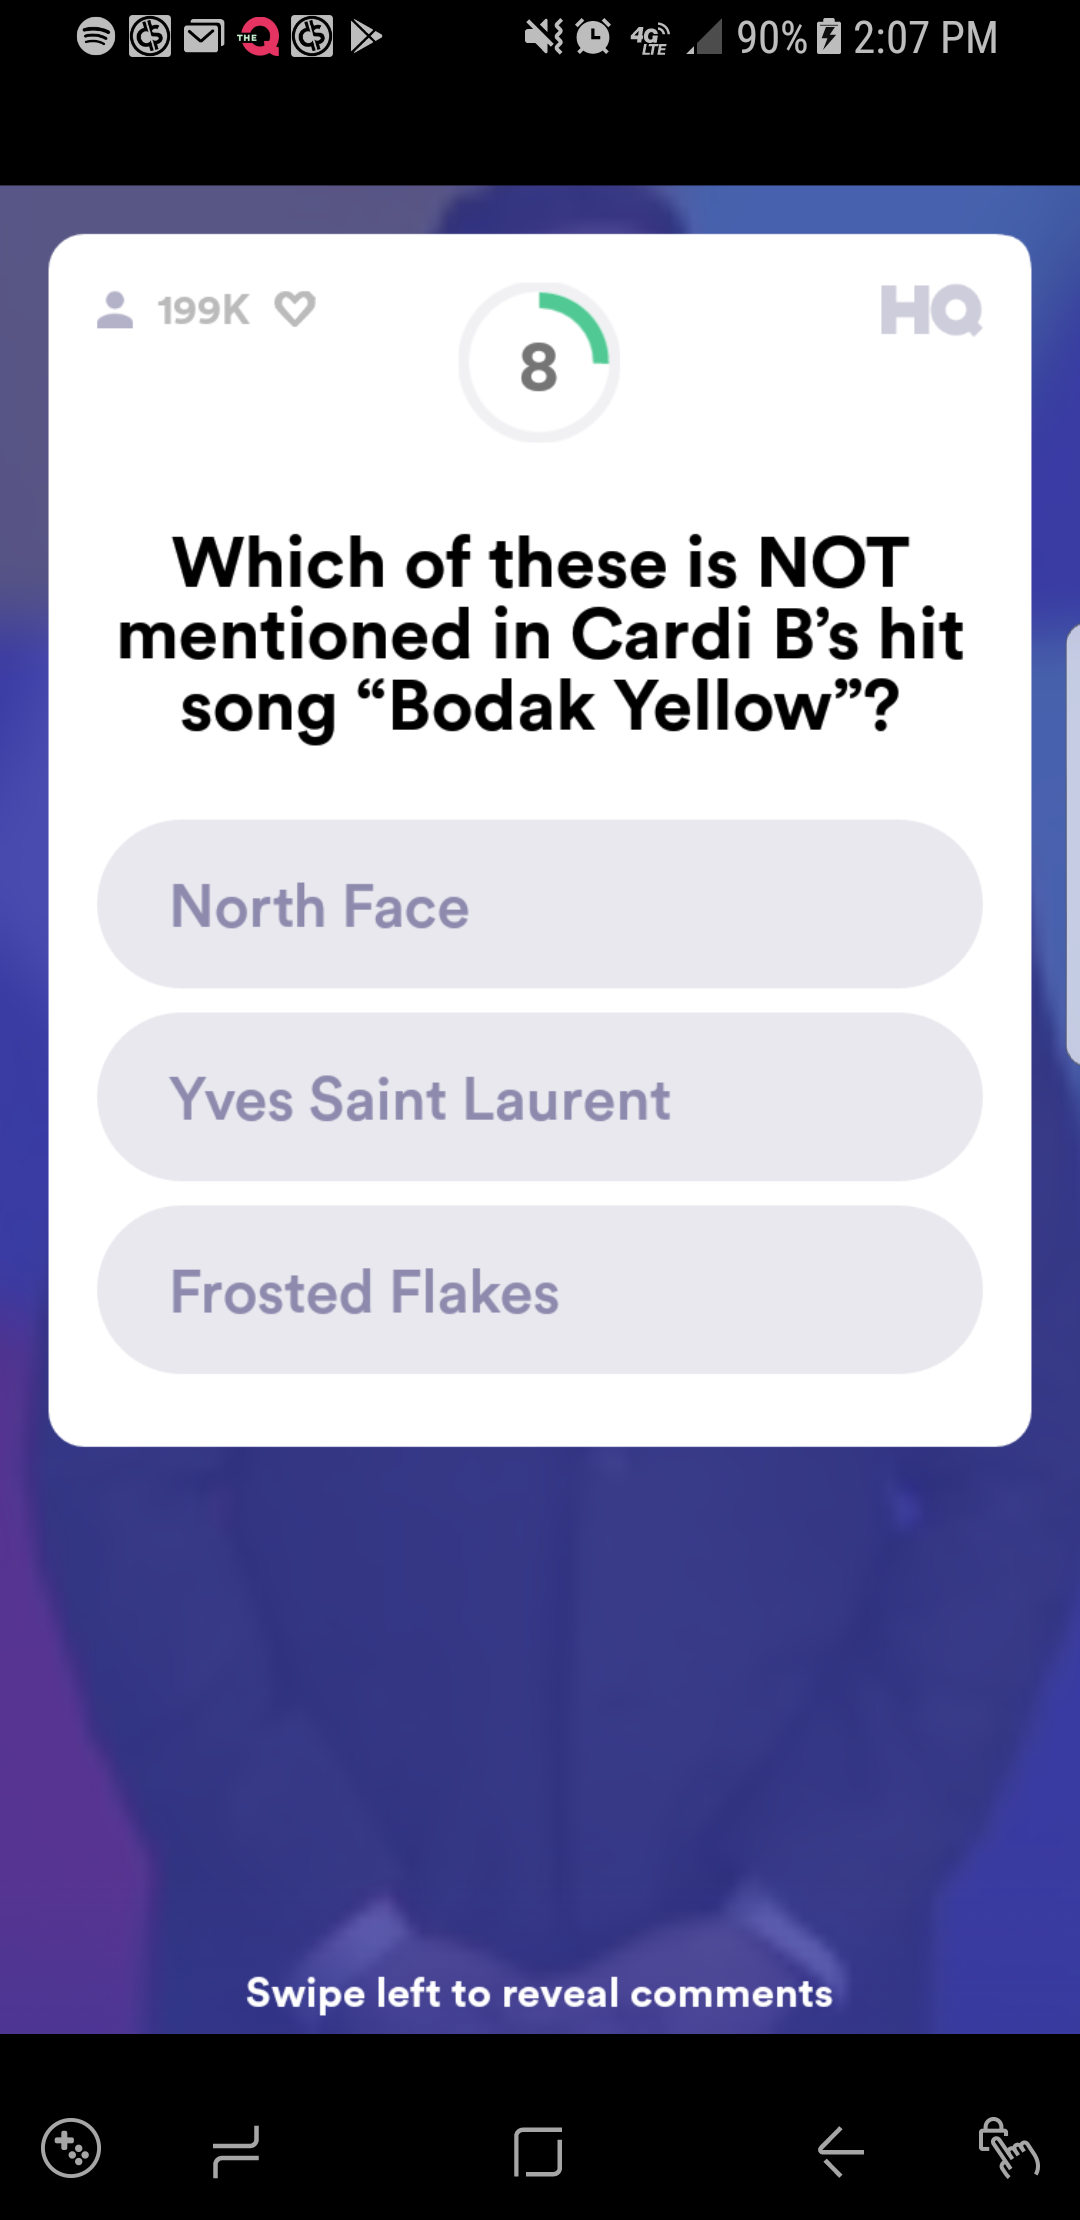 THE Q 4G LTE 90% 2:07 PM
199K 8 HQ
Which of these is NOT
mentioned in Cardi B’s hit
song “Bodak Yellow”?
North Face
Yves Saint Laurent
Frosted Flakes
Swipe left to reveal comments